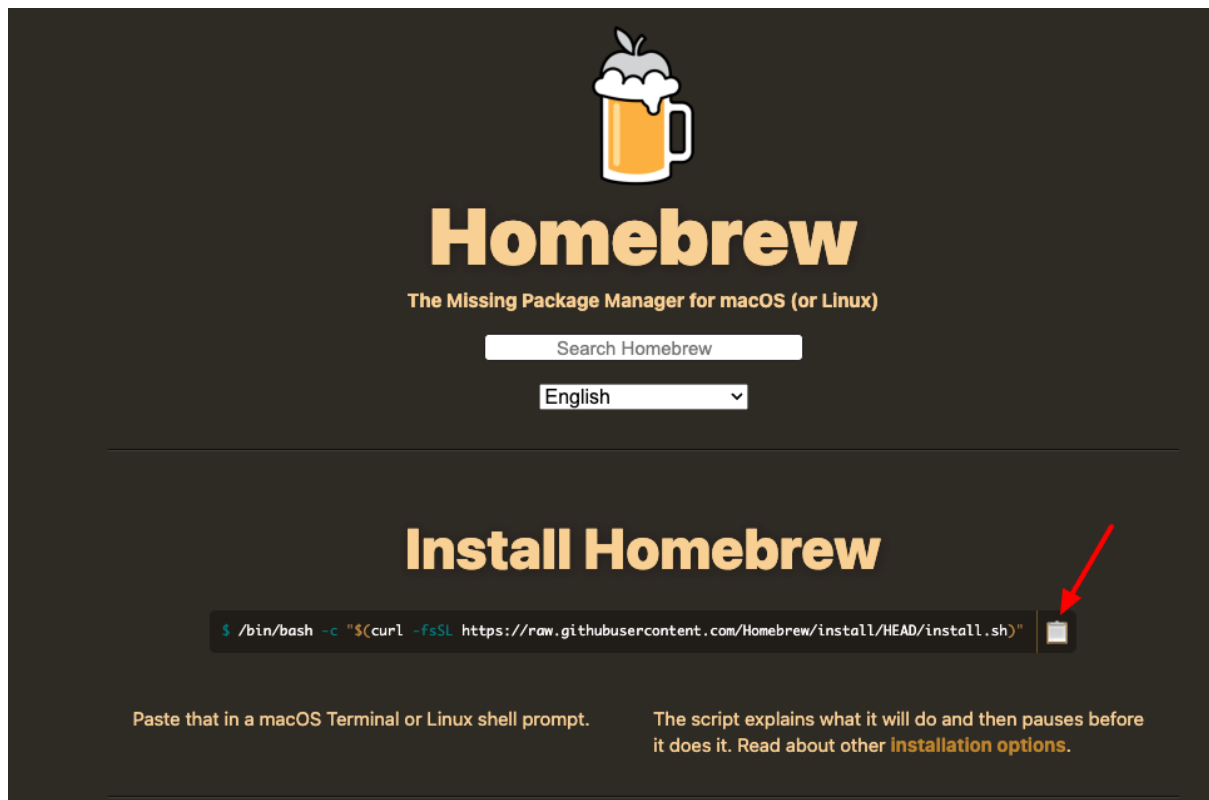 Homebrew
The Missing Package Manager for macOS (or Linux)
Search Homebrew
English
Install Homebrew
$ /bin/bash -c "$(curl -fsSL https://raw.githubusercontent.com/Homebrew/install/HEAD/install.sh)"
Paste that in a macOS Terminal or Linux shell prompt.
The script explains what it will do and then pauses before
it does it. Read about other installation options.